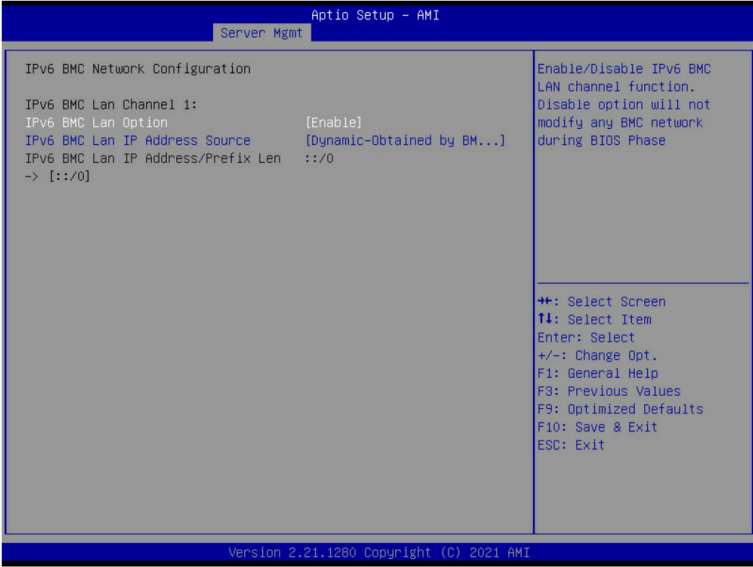 Aptio Setup – AMI
Server Mgmt
IPv6 BMC Network Configuration
IPv6 BMC Lan Channel 1:
IPv6 BMC Lan Option [Enable]
IPv6 BMC Lan IP Address Source [Dynamic-Obtained by BM...]
IPv6 BMC Lan IP Address/Prefix Len ::/0
-> [::/0]
Enable/Disable IPv6 BMC
LAN channel function.
Disable option will not
modify any BMC network
during BIOS Phase
→←: Select Screen
↑↓: Select Item
Enter: Select
+/-: Change Opt.
F1: General Help
F3: Previous Values
F9: Optimized Defaults
F10: Save & Exit
ESC: Exit
Version 2.21.1280 Copyright (C) 2021 AMI